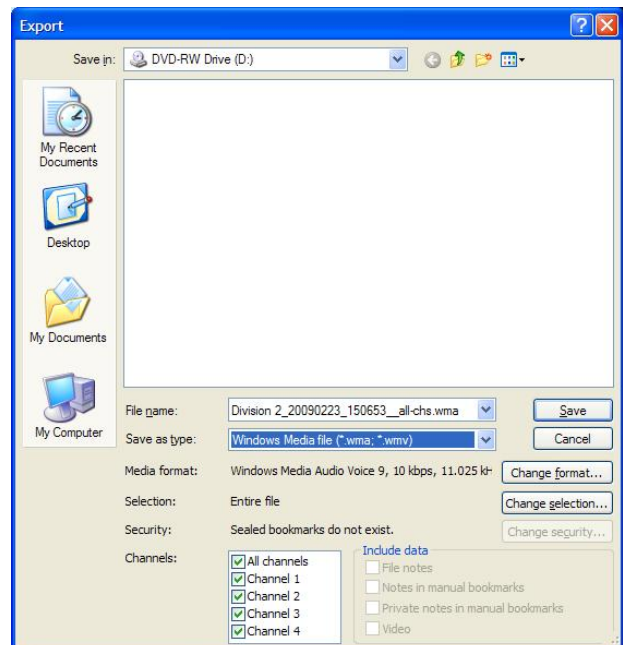 Export
Save in: DVD-RW Drive (D:)
My Recent
Documents
Desktop
My Documents
My Computer
File name: Division 2_20090223_150653__all-chs.wma Save
Save as type: Windows Media file (*.wma; *.wmv) Cancel
Media format: Windows Media Audio Voice 9, 10 kbps, 11.025 kH Change format...
Selection: Entire file Change selection...
Security: Sealed bookmarks do not exist. Change security...
Channels:
All channels
Channel 1
Channel 2
Channel 3
Channel 4
Include data
File notes
Notes in manual bookmarks
Private notes in manual bookmarks
Video